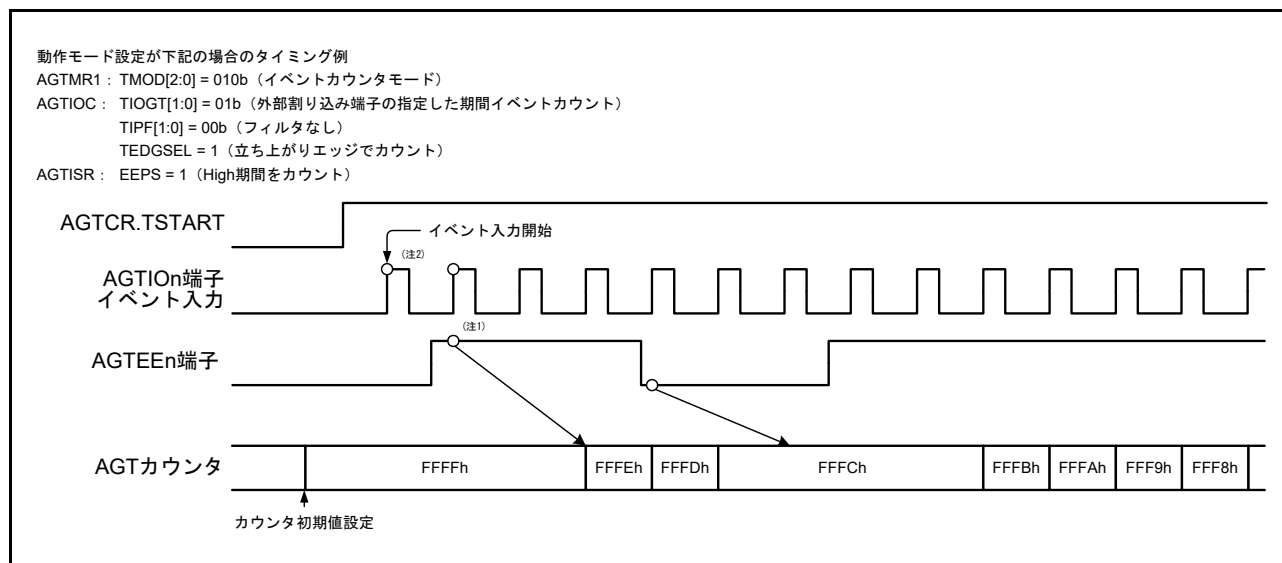 動作モード設定が下記の場合のタイミング例
AGTMR1： TMOD[2:0] = 010b（イベントカウンタモード）
AGTIOC： TIOGT[1:0] = 01b（外部割り込み端子の指定した期間イベントカウント）
TIPF[1:0] = 00b（フィルタなし）
TEDGSEL = 1（立ち上がりエッジでカウント）
AGTISR： EEPS = 1（High期間をカウント）
AGTCR.TSTART
イベント入力開始
（注2）
AGTIOn端子
イベント入力
（注1）
AGTEEn端子
AGTカウンタ
FFFFh FFFEh FFFDh FFFCh FFFBh FFFAh FFF9h FFF8h
カウンタ初期値設定